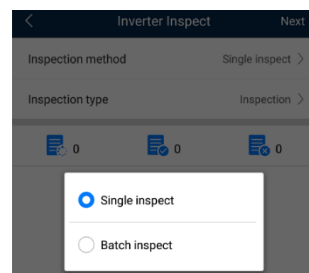 Inverter Inspect Next
Inspection method Single inspect
Inspection type Inspection
0 0 0
Single inspect
Batch inspect